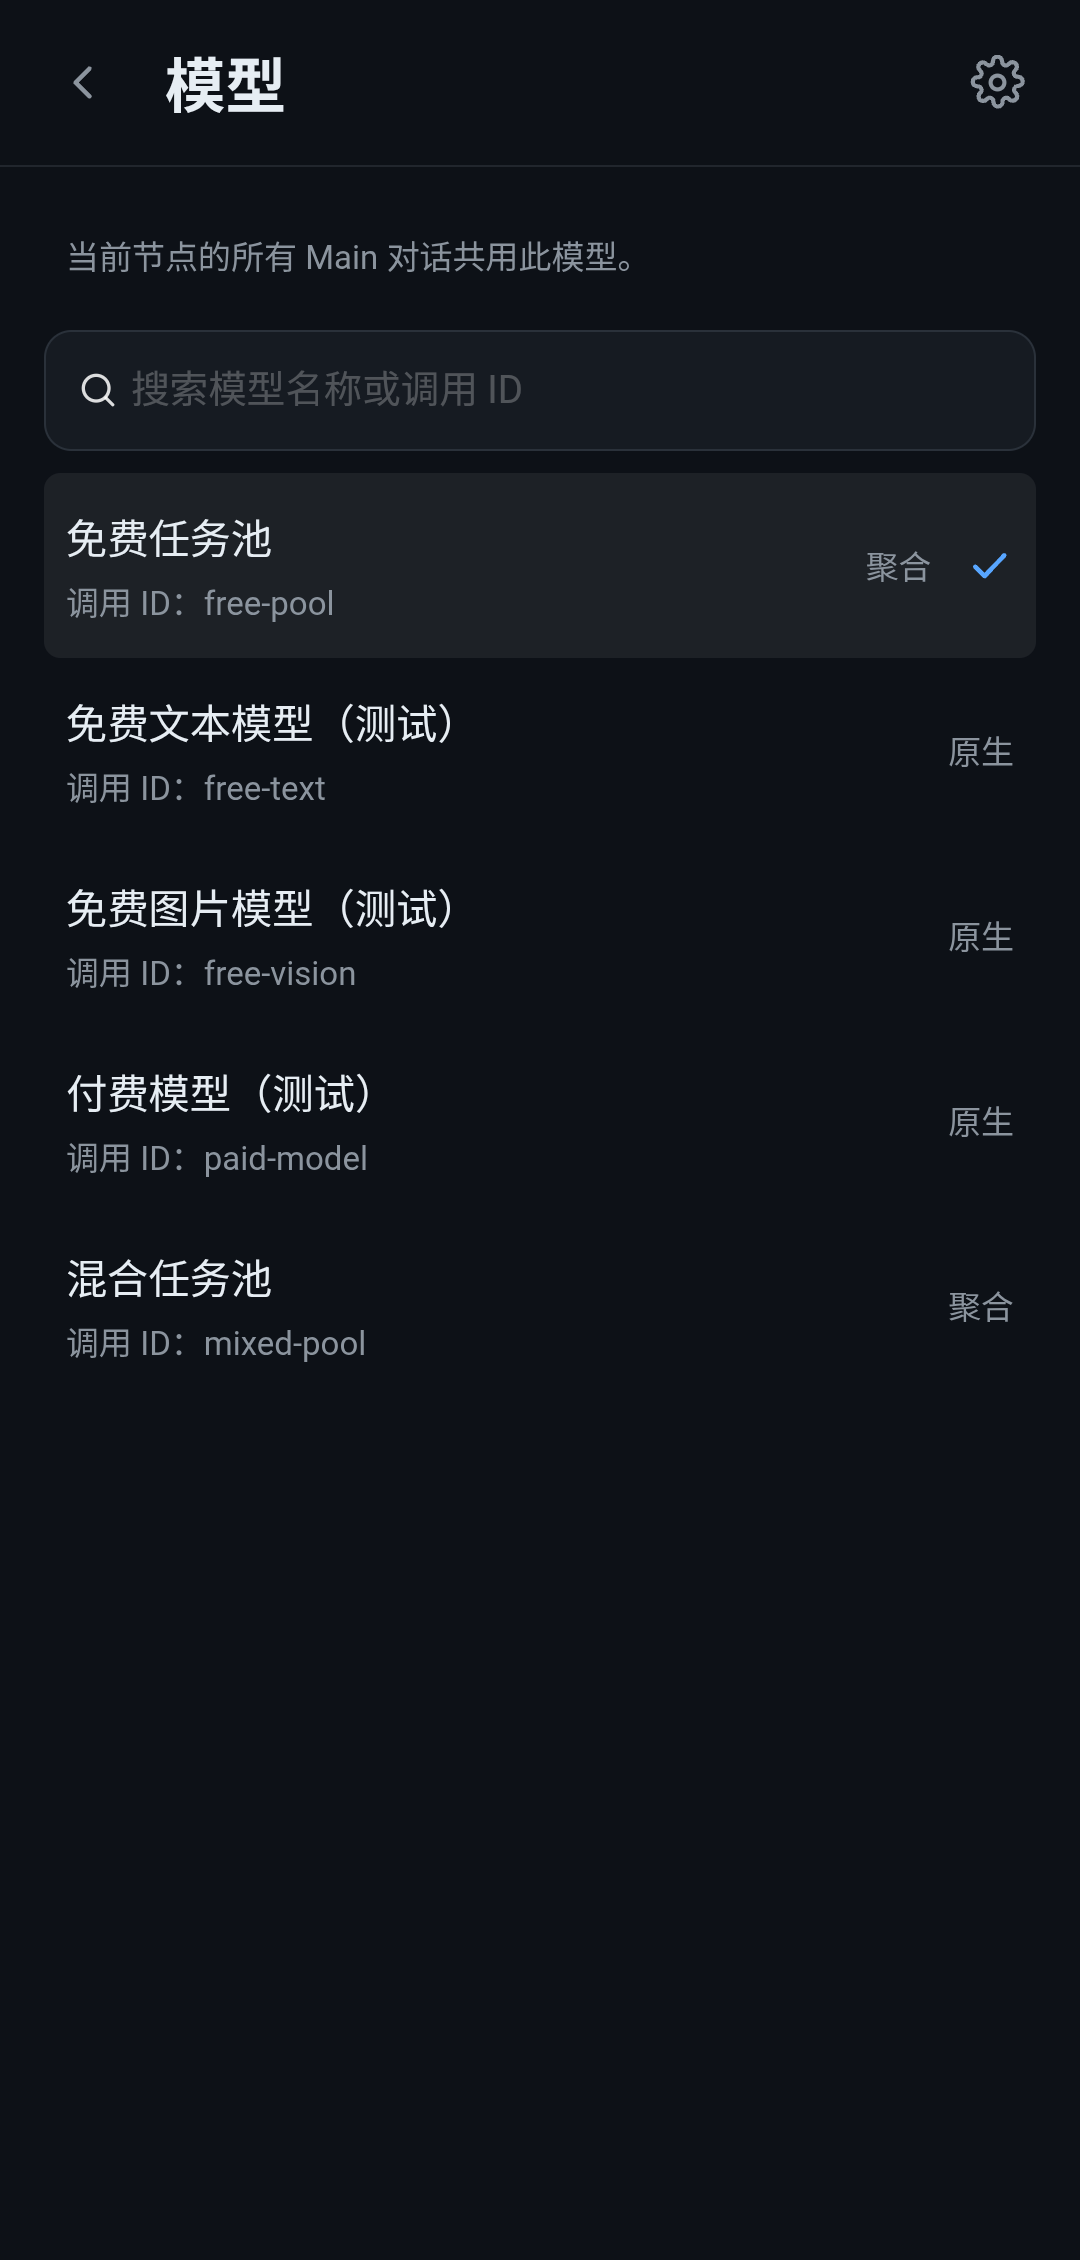 模型
当前节点的所有 Main 对话共用此模型。
搜索模型名称或调用 ID
免费任务池
调用 ID：free-pool
聚合
免费文本模型（测试）
调用 ID：free-text
原生
免费图片模型（测试）
调用 ID：free-vision
原生
付费模型（测试）
调用 ID：paid-model
原生
混合任务池
调用 ID：mixed-pool
聚合